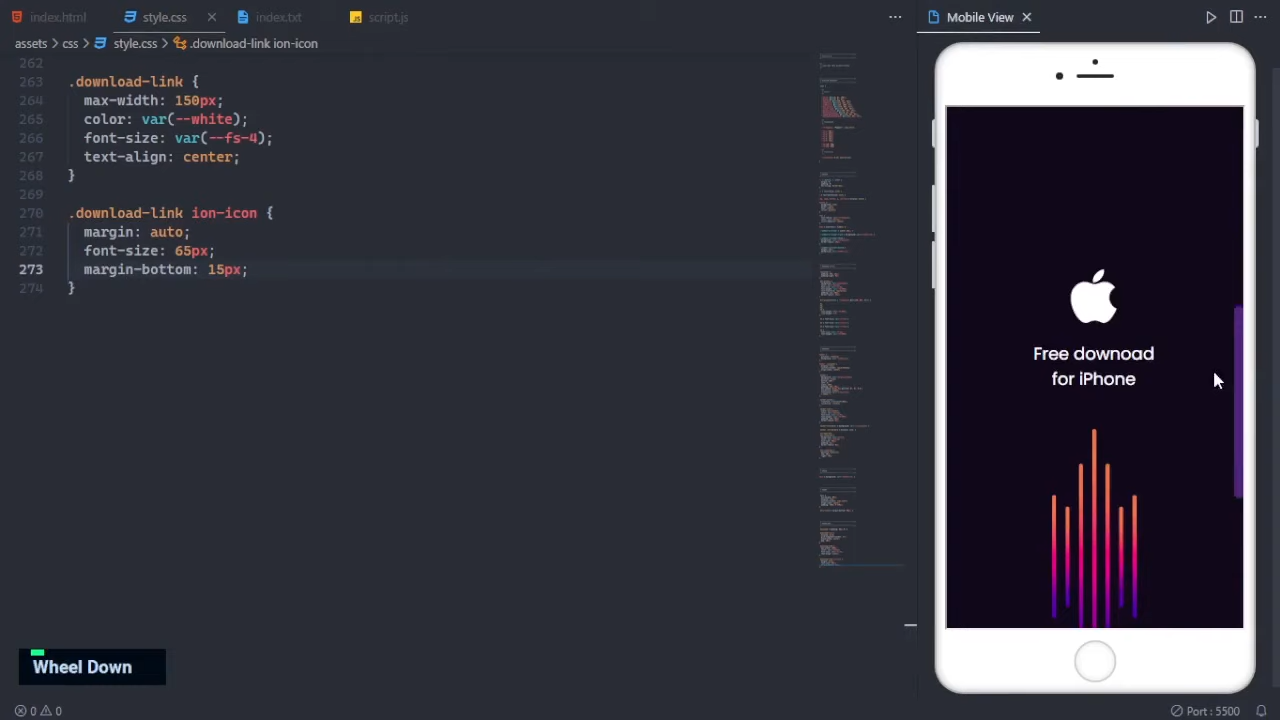 index.html style.css index.txt JS script.js
assets > css > style.css > .download-link ion-icon
262
263 .download-link {
264 max-width: 150px;
265 color: var(--white);
266 font-size: var(--fs-4);
267 text-align: center;
268 }
269
270 .download-link ion-icon {
271 margin: auto;
272 font-size: 65px;
273 margin-bottom: 15px;
274 }
Mobile View
Free downoad
for iPhone
Wheel Down
0 0
Port : 5500